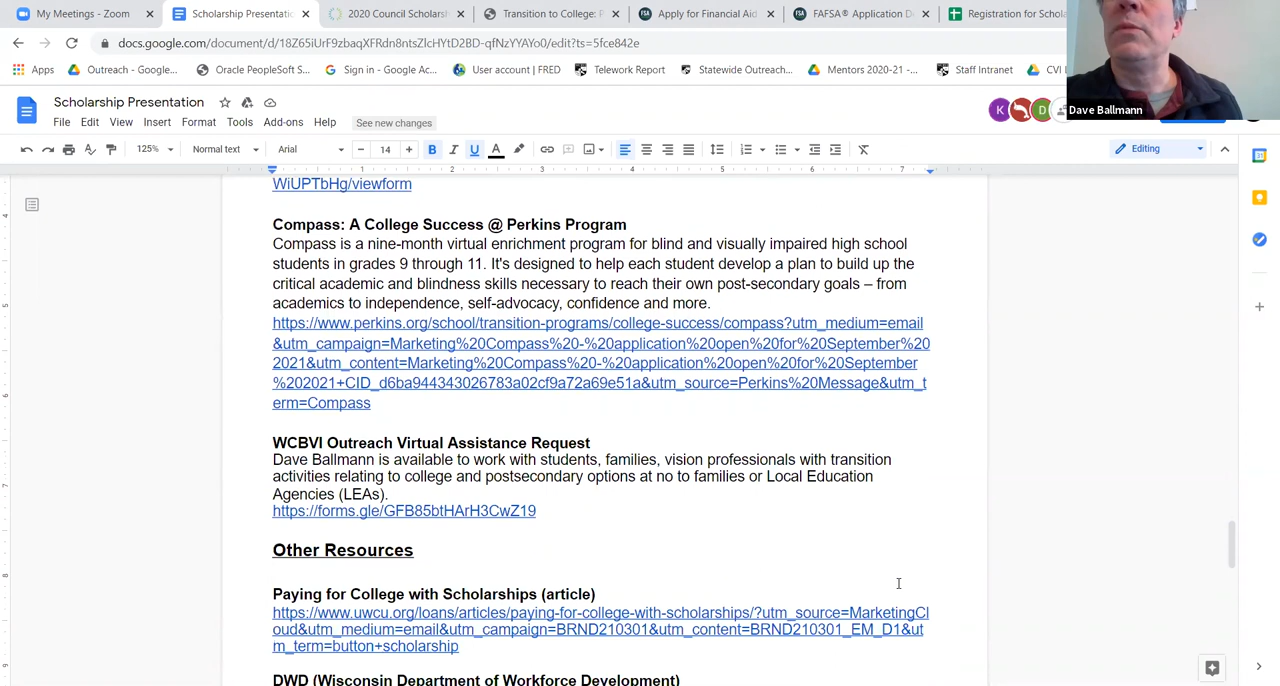 My Meetings - Zoom
Scholarship Presentatio
2020 Council Scholars
Transition to College: P
Apply for Financial Aid
FAFSA® Application D
Registration for Schola
docs.google.com/document/d/18Z65iUrF9zbaqXFRdn8ntsZlcHYtD2BD-qfNzYYAYo0/edit?ts=5fce842e
Apps
Outreach - Google...
Oracle PeopleSoft S...
Sign in - Google Ac...
User account | FRED
Telework Report
Statewide Outreach...
Mentors 2020-21 -...
Staff Intranet
CVI L
Dave Ballmann
Scholarship Presentation
File Edit View Insert Format Tools Add-ons Help See new changes
K D
125% Normal text Arial − 14 + B I U A Editing
1 2 3 4 5 6 7
WiUPTbHg/viewform
Compass: A College Success @ Perkins Program
Compass is a nine-month virtual enrichment program for blind and visually impaired high school
students in grades 9 through 11. It's designed to help each student develop a plan to build up the
critical academic and blindness skills necessary to reach their own post-secondary goals – from
academics to independence, self-advocacy, confidence and more.
https://www.perkins.org/school/transition-programs/college-success/compass?utm_medium=email
&utm_campaign=Marketing%20Compass%20-%20application%20open%20for%20September%20
2021&utm_content=Marketing%20Compass%20-%20application%20open%20for%20September
%202021+CID_d6ba944343026783a02cf9a72a69e51a&utm_source=Perkins%20Message&utm_t
erm=Compass
WCBVI Outreach Virtual Assistance Request
Dave Ballmann is available to work with students, families, vision professionals with transition
activities relating to college and postsecondary options at no to families or Local Education
Agencies (LEAs).
https://forms.gle/GFB85btHArH3CwZ19
Other Resources
Paying for College with Scholarships (article)
https://www.uwcu.org/loans/articles/paying-for-college-with-scholarships/?utm_source=MarketingCl
oud&utm_medium=email&utm_campaign=BRND210301&utm_content=BRND210301_EM_D1&ut
m_term=button+scholarship
DWD (Wisconsin Department of Workforce Development)